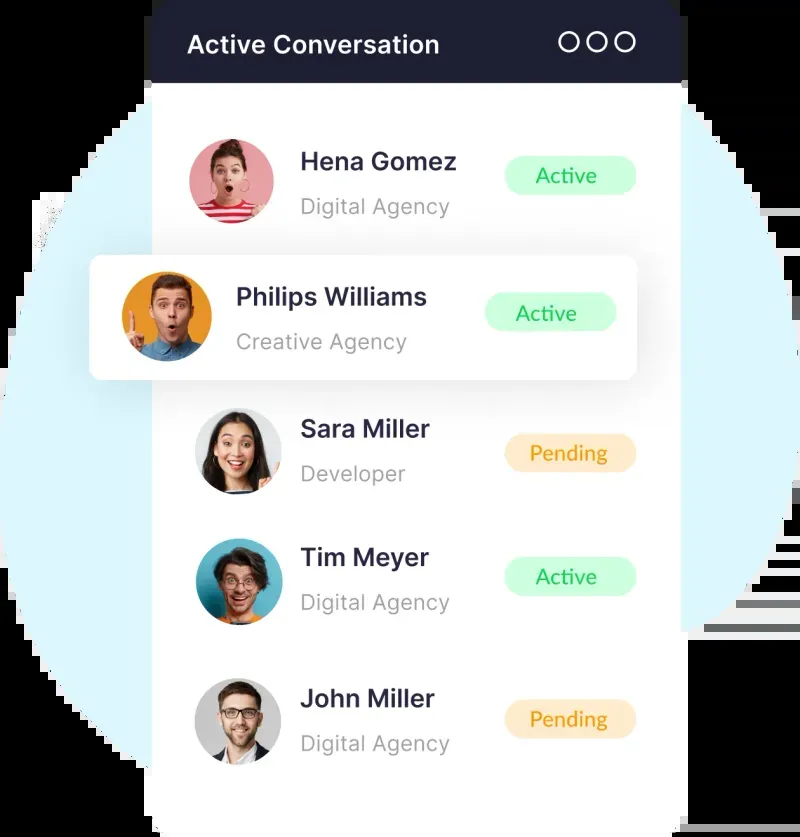 Active Conversation
Hena Gomez
Active
Digital Agency
Philips Williams
Active
Creative Agency
Sara Miller
Pending
Developer
Tim Meyer
Active
Digital Agency
John Miller
Pending
Digital Agency